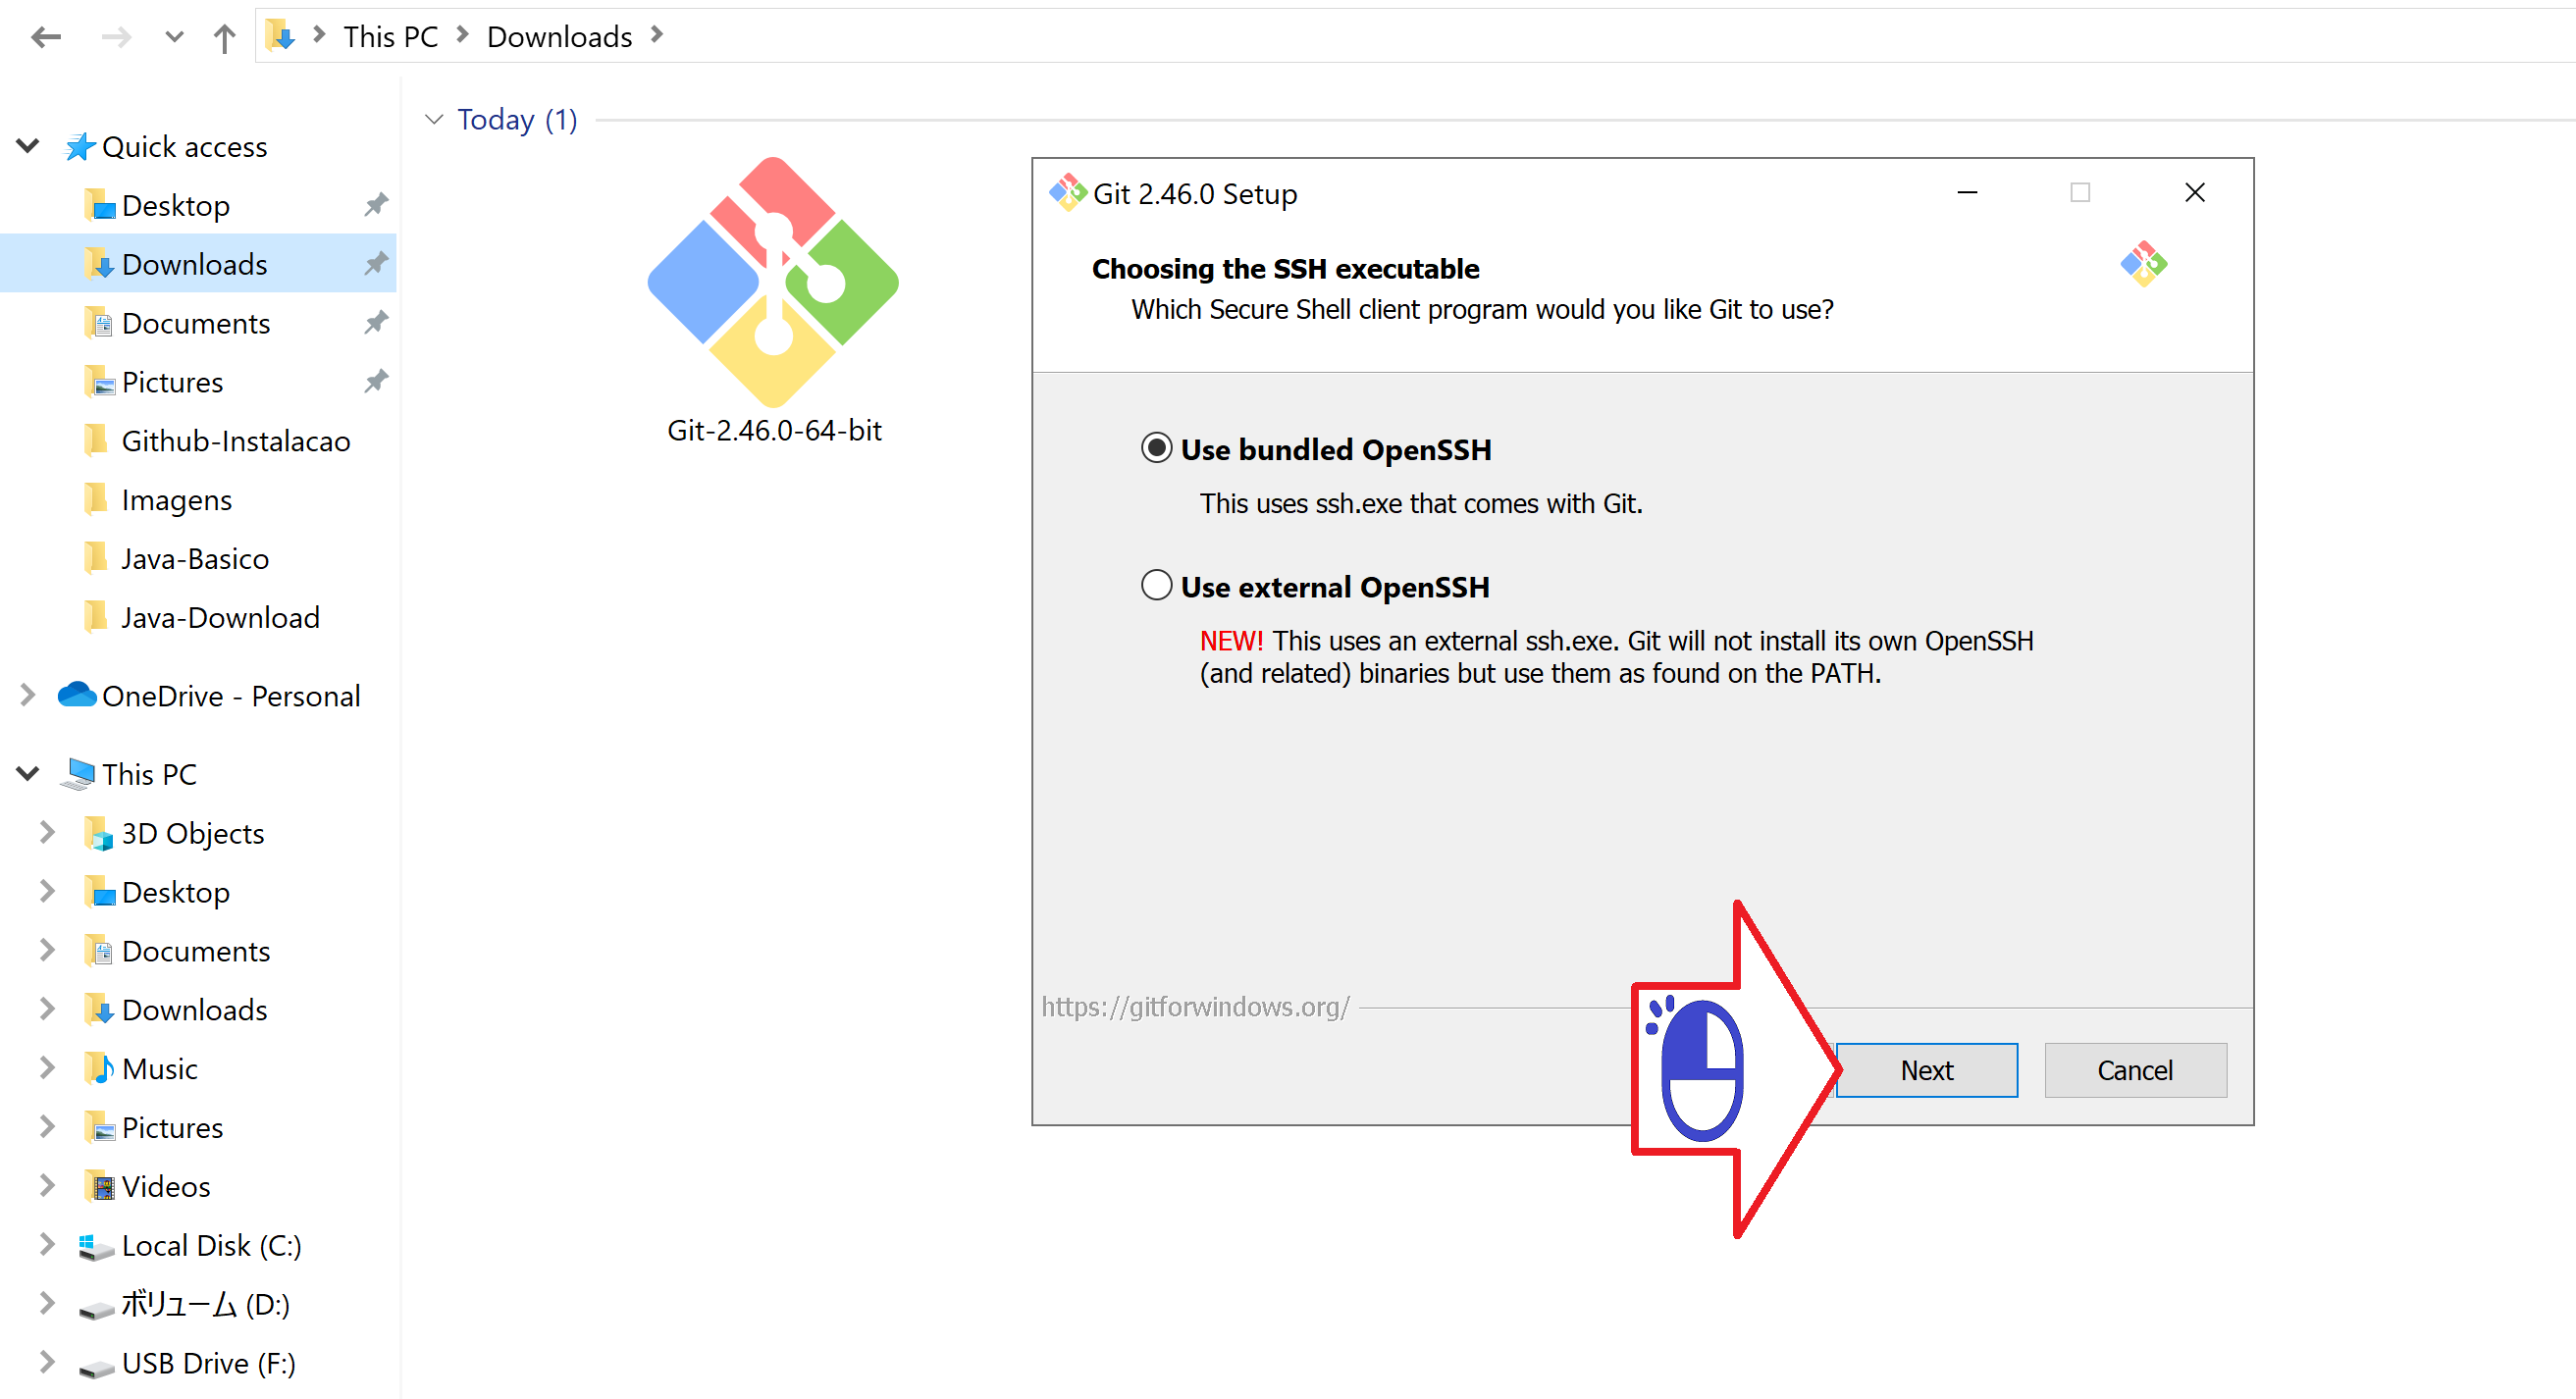 This PC
Downloads
Quick access
Desktop
Downloads
Documents
Pictures
Github-Instalacao
Imagens
Java-Basico
Java-Download
OneDrive - Personal
This PC
3D Objects
Desktop
Documents
Downloads
Music
Pictures
Videos
Local Disk (C:)
ボリューム (D:)
USB Drive (F:)
Today (1)
Git-2.46.0-64-bit
Git 2.46.0 Setup
Choosing the SSH executable
Which Secure Shell client program would you like Git to use?
Use bundled OpenSSH
This uses ssh.exe that comes with Git.
Use external OpenSSH
NEW! This uses an external ssh.exe. Git will not install its own OpenSSH
(and related) binaries but use them as found on the PATH.
https://gitforwindows.org/
Next
Cancel